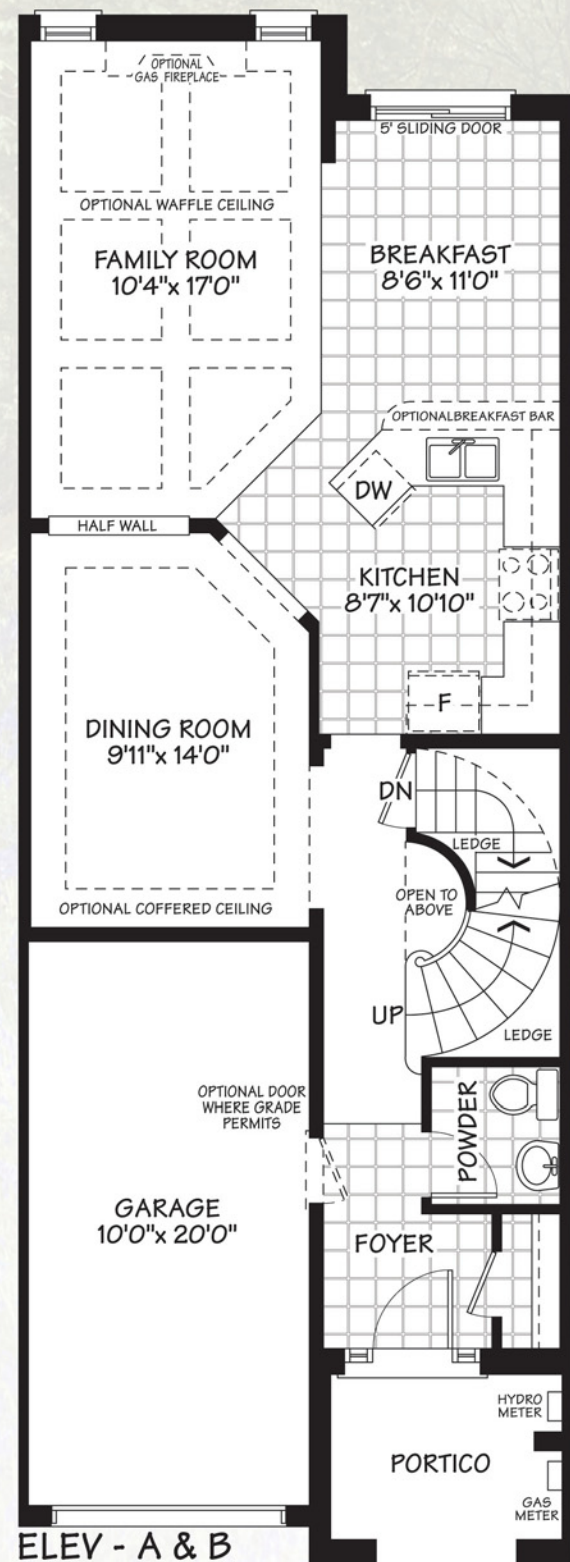 OPTIONAL
GAS FIREPLACE
5' SLIDING DOOR
OPTIONAL WAFFLE CEILING
FAMILY ROOM
10'4"x 17'0"
BREAKFAST
8'6"x 11'0"
OPTIONALBREAKFAST BAR
DW
HALF WALL
KITCHEN
8'7"x 10'10"
F
DINING ROOM
9'11"x 14'0"
OPTIONAL COFFERED CEILING
DN
LEDGE
OPEN TO
ABOVE
UP
LEDGE
OPTIONAL DOOR
WHERE GRADE
PERMITS
POWDER
GARAGE
10'0"x 20'0"
FOYER
HYDRO
METER
PORTICO
GAS
METER
ELEV - A & B